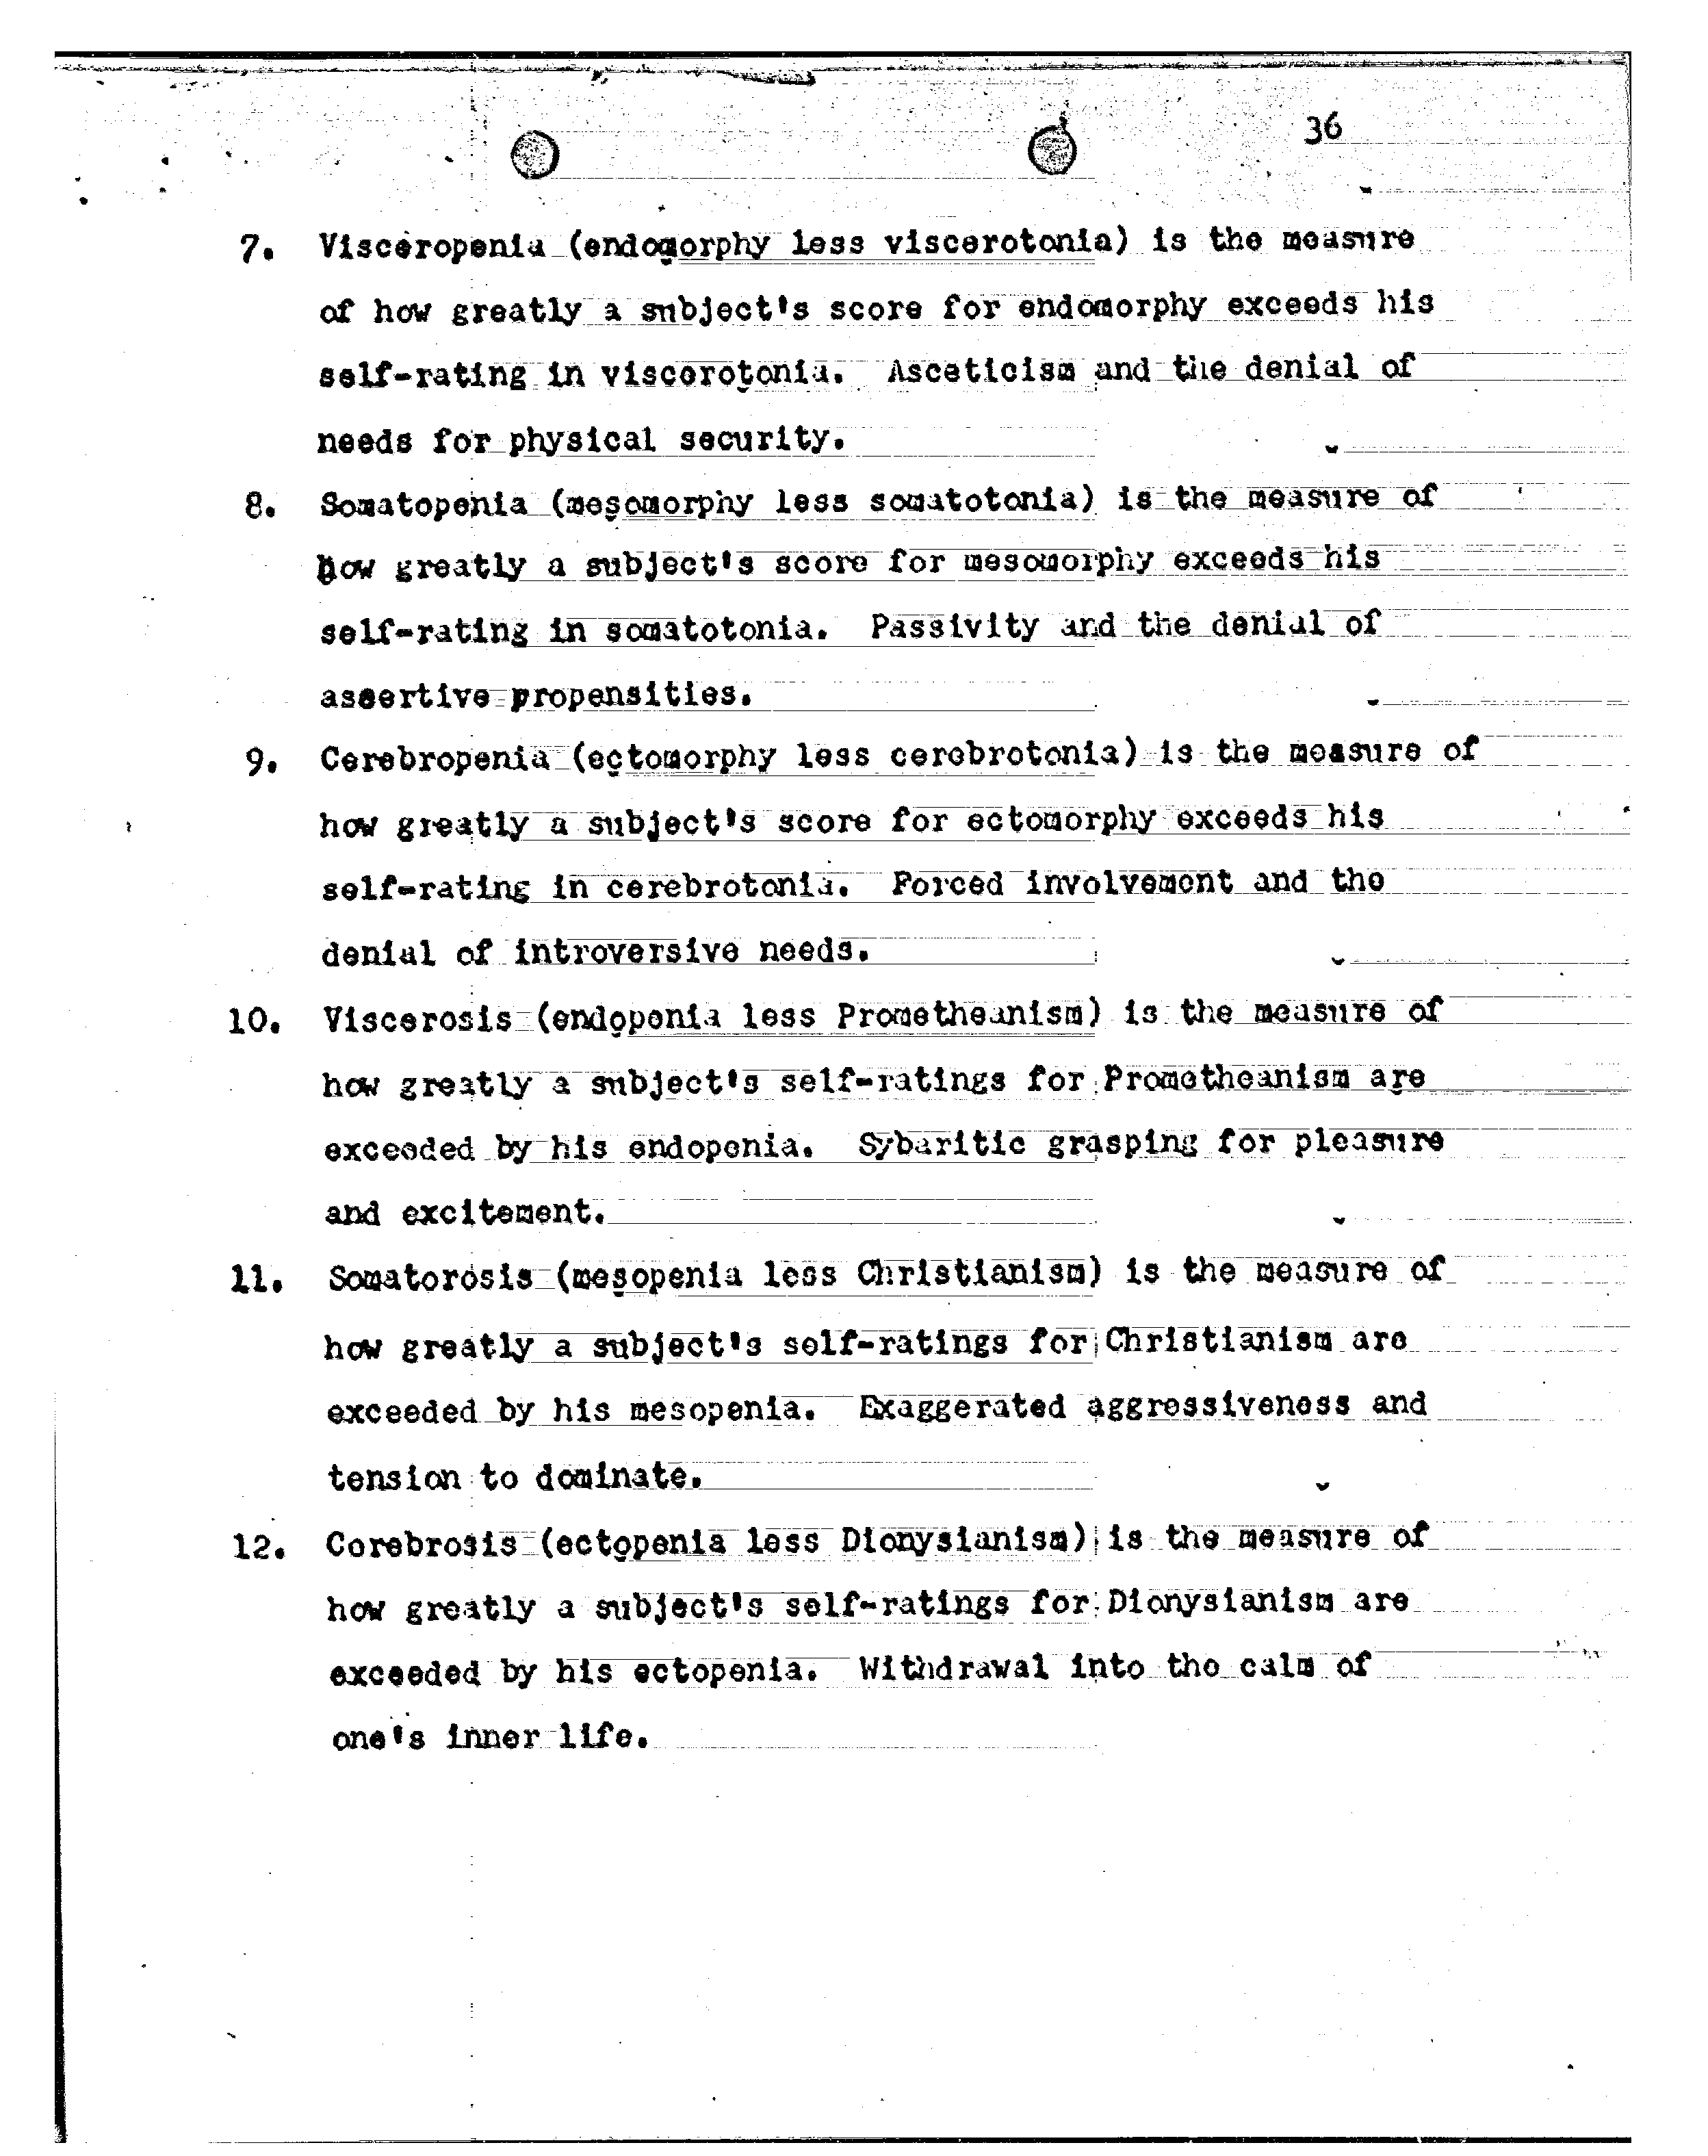 36
7. Visceropenia (endomorphy less viscerotonia) is the measure
of how greatly a subject's score for endomorphy exceeds his
self-rating in viscerotonia. Asceticism and the denial of
needs for physical security.
8. Somatopenia (mesomorphy less somatotonia) is the measure of
how greatly a subject's score for mesomorphy exceeds his
self-rating in somatotonia. Passivity and the denial of
assertive propensities.
9. Cerebropenia (ectomorphy less cerebrotonia) is the measure of
how greatly a subject's score for ectomorphy exceeds his
self-rating in cerebrotonia. Forced involvement and the
denial of introversive needs.
10. Viscerosis (endopenia less Prometheanism) is the measure of
how greatly a subject's self-ratings for Prometheanism are
exceeded by his endopenia. Sybaritic grasping for pleasure
and excitement.
11. Somatorosis (mesopenia less Christianism) is the measure of
how greatly a subject's self-ratings for Christianism are
exceeded by his mesopenia. Exaggerated aggressiveness and
tension to dominate.
12. Cerebrosis (ectopenia less Dionysianism) is the measure of
how greatly a subject's self-ratings for Dionysianism are
exceeded by his ectopenia. Withdrawal into the calm of
one's inner life.